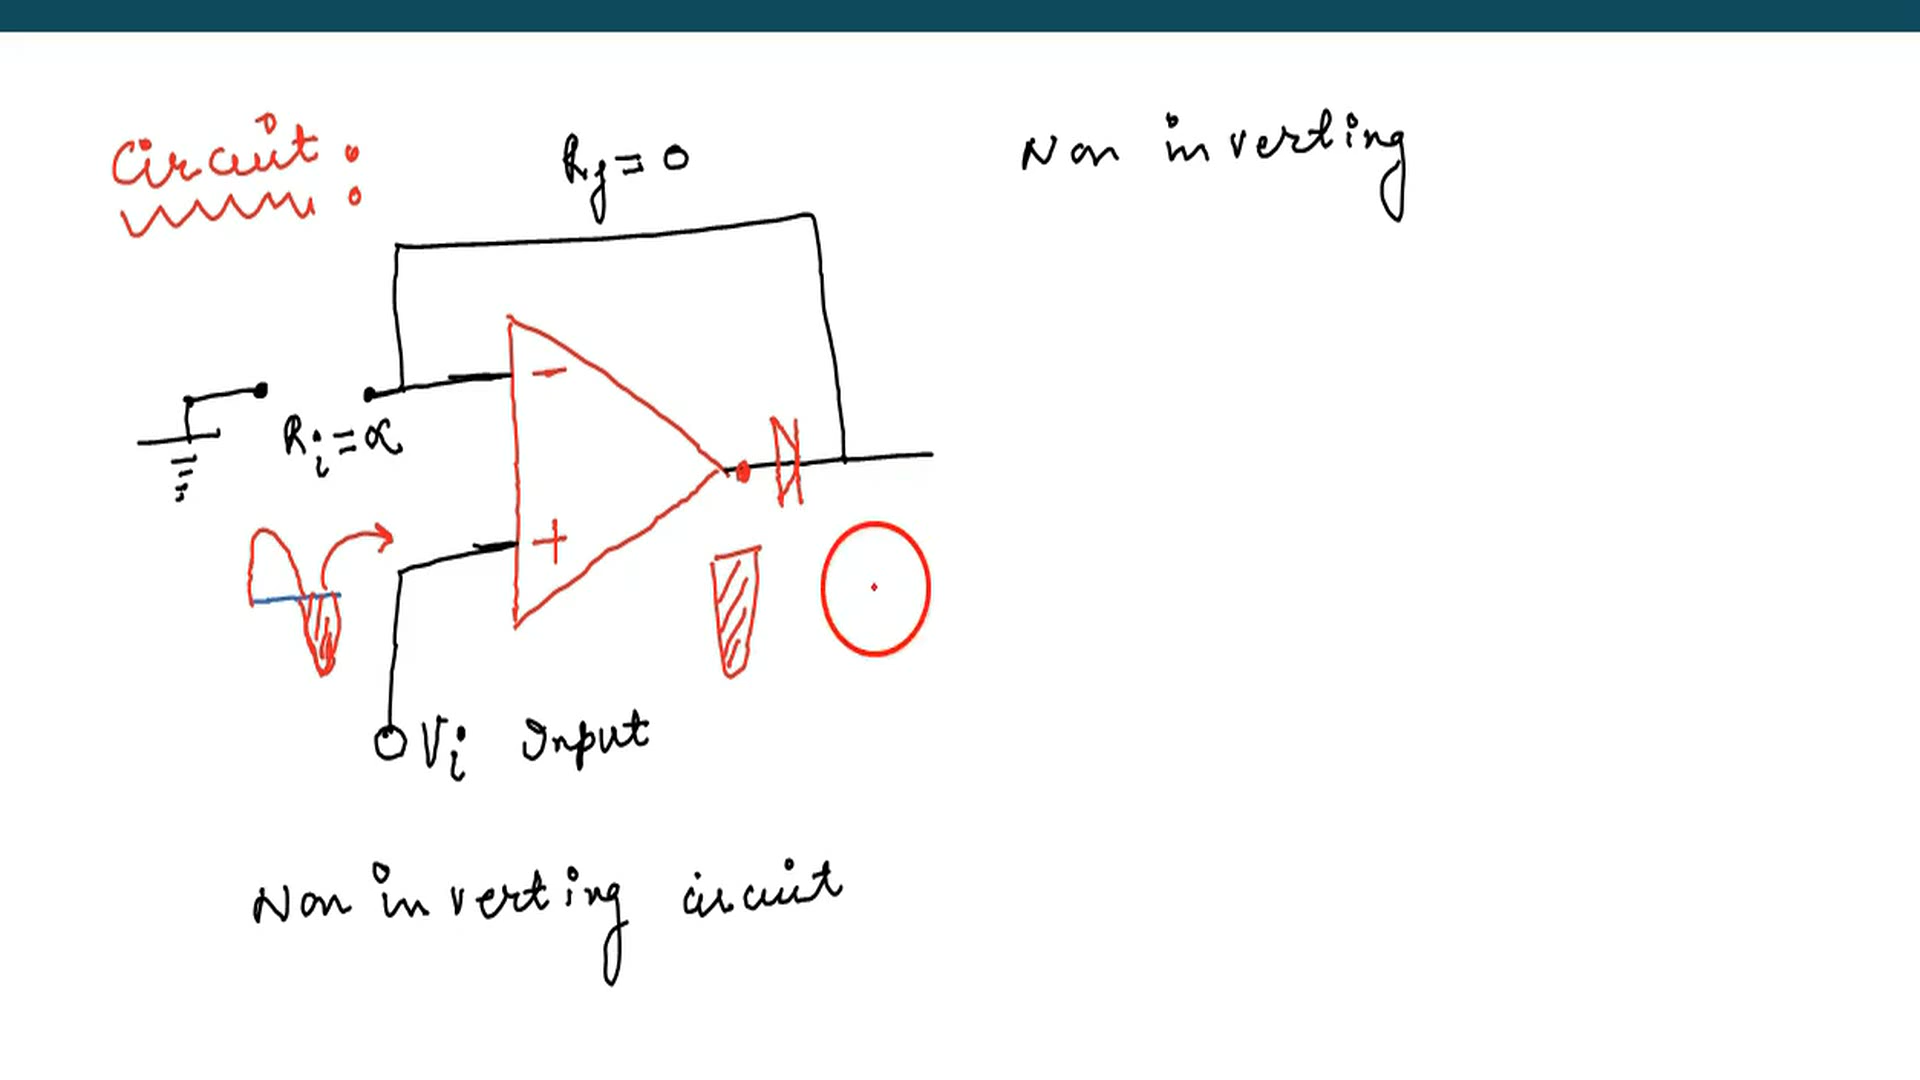 Circuit :
Rf = 0
Non inverting
-
Ri = ∝
+
Vi Input
Non inverting circuit